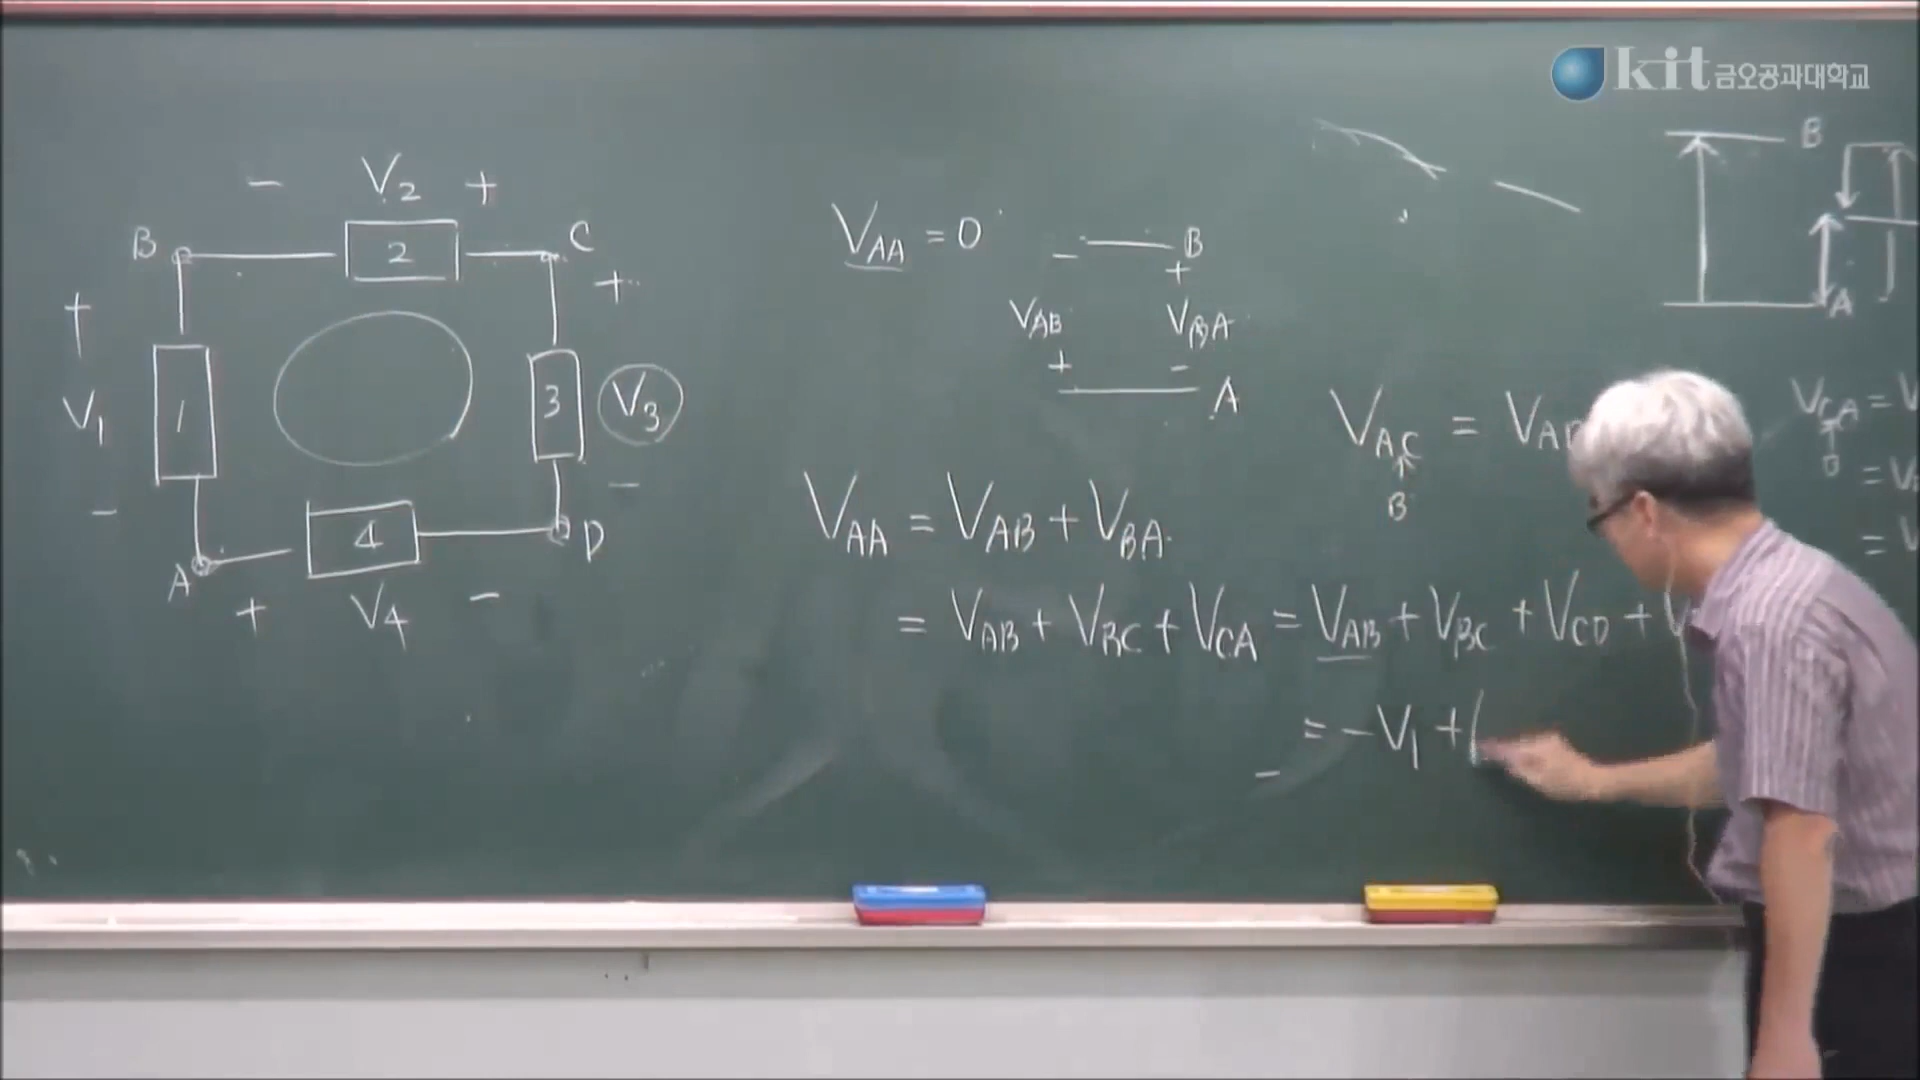 kit 금오공과대학교
- V2 +
B 2 C
+ V1 - 1
+ 3 V3 -
A 4 D
+ V4 -
VAA = 0
- B
+
VAB VBA
+ -
A
B
A
VAC =
B
VCA =
=
=
VAA = VAB + VBA
= VAB + VBC + VCA = VAB + VBC + VCD +
= -V1 + (
-